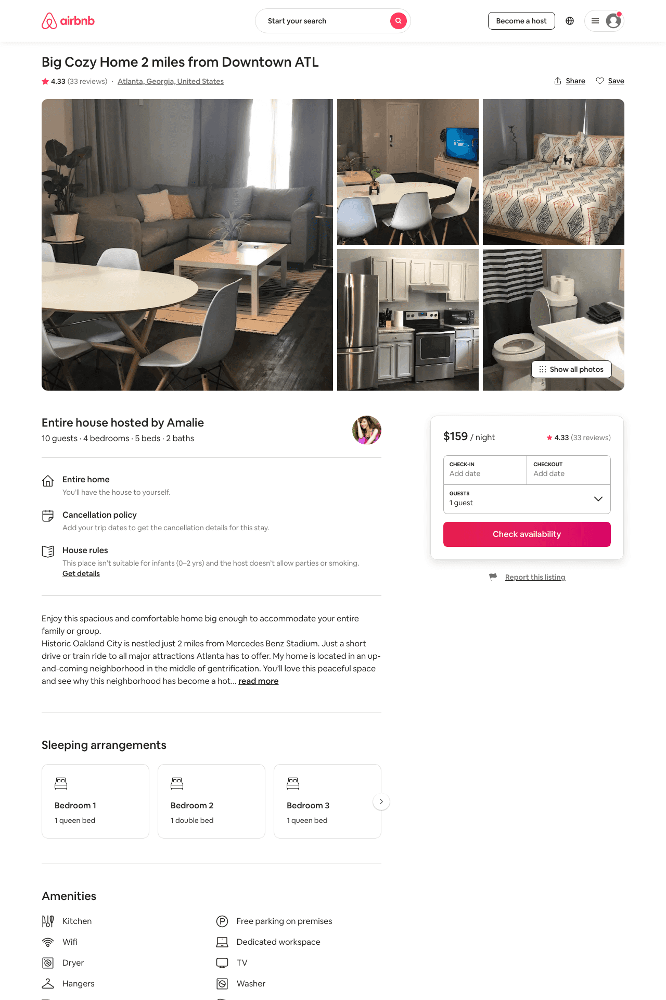 airbnb
Start your search
Become a host
Big Cozy Home 2 miles from Downtown ATL
4.33 (33 reviews) · Atlanta, Georgia, United States
Share
Save
Show all photos
Entire house hosted by Amalie
10 guests · 4 bedrooms · 5 beds · 2 baths
Entire home
You’ll have the house to yourself.
Cancellation policy
Add your trip dates to get the cancellation details for this stay.
House rules
This place isn’t suitable for infants (0–2 yrs) and the host doesn’t allow parties or smoking.
Get details
$159 / night
4.33 (33 reviews)
CHECK-IN
Add date
CHECKOUT
Add date
GUESTS
1 guest
Check availability
Report this listing
Enjoy this spacious and comfortable home big enough to accommodate your entire
family or group.
Historic Oakland City is nestled just 2 miles from Mercedes Benz Stadium. Just a short
drive or train ride to all major attractions Atlanta has to offer. My home is located in an up-
and-coming neighborhood in the middle of gentrification. You’ll love this peaceful space
and see why this neighborhood has become a hot... read more
Sleeping arrangements
Bedroom 1
1 queen bed
Bedroom 2
1 double bed
Bedroom 3
1 queen bed
Amenities
Kitchen
Free parking on premises
Wifi
Dedicated workspace
Dryer
TV
Hangers
Washer